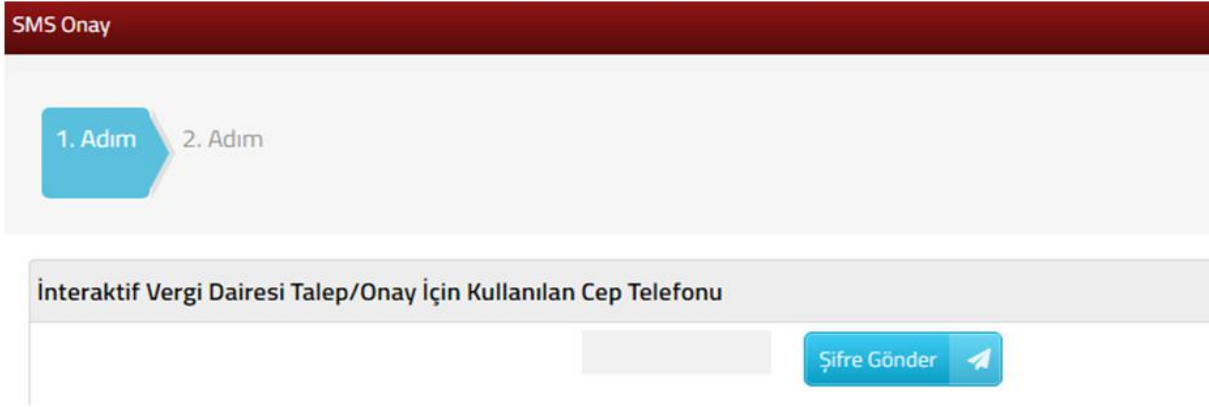 SMS Onay
1. Adım 2. Adım
İnteraktif Vergi Dairesi Talep/Onay İçin Kullanılan Cep Telefonu
Şifre Gönder